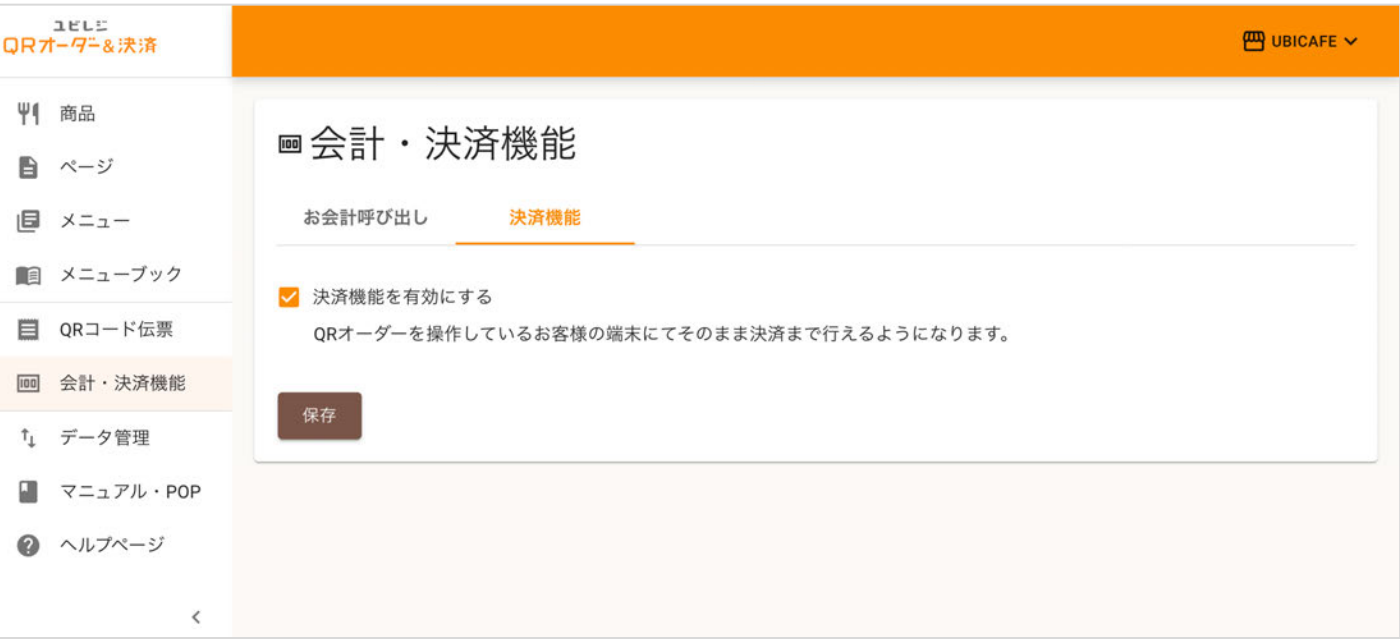 ユビレジ
QRオーダー&決済
UBICAFE
商品
ページ
メニュー
メニューブック
QRコード伝票
会計・決済機能
データ管理
マニュアル・POP
ヘルプページ
会計・決済機能
お会計呼び出し
決済機能
決済機能を有効にする
QRオーダーを操作しているお客様の端末にてそのまま決済まで行えるようになります。
保存